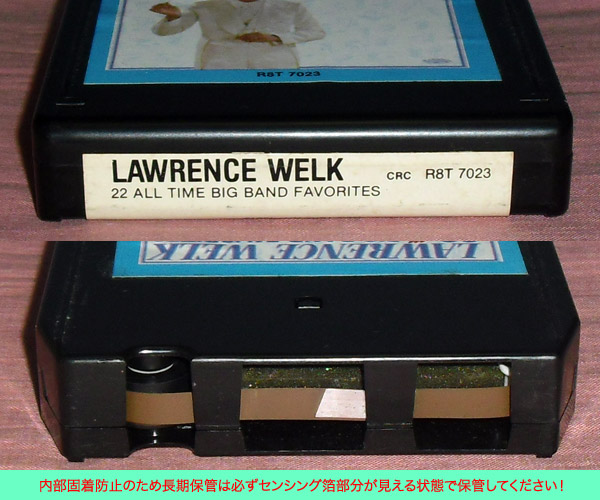 R8T 7023
LAWRENCE WELK
CRC R8T 7023
22 ALL TIME BIG BAND FAVORITES
LAWRENCE WELK
内部固着防止のため長期保管は必ずセンシング箔部分が見える状態で保管してください!